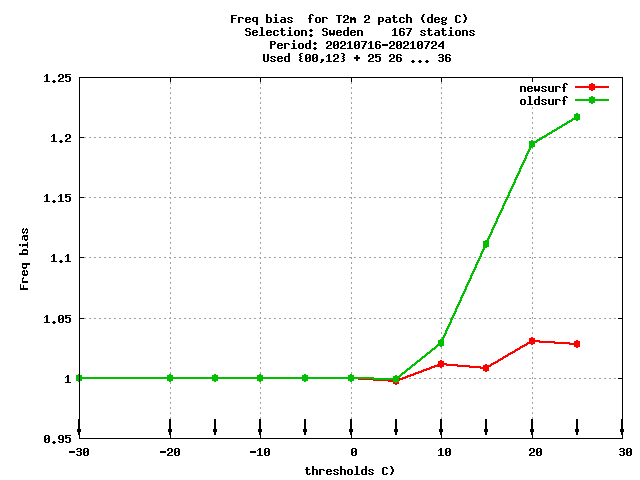 Freq bias  for T2m 2 patch (deg C)
Selection: Sweden    167 stations
Period: 20210716-20210724
Used {00,12} + 25 26 ... 36
1.25
newsurf
oldsurf
1.2
1.15
1.1
1.05
1
0.95
Freq bias
-30 -20 -10 0 10 20 30
thresholds C)